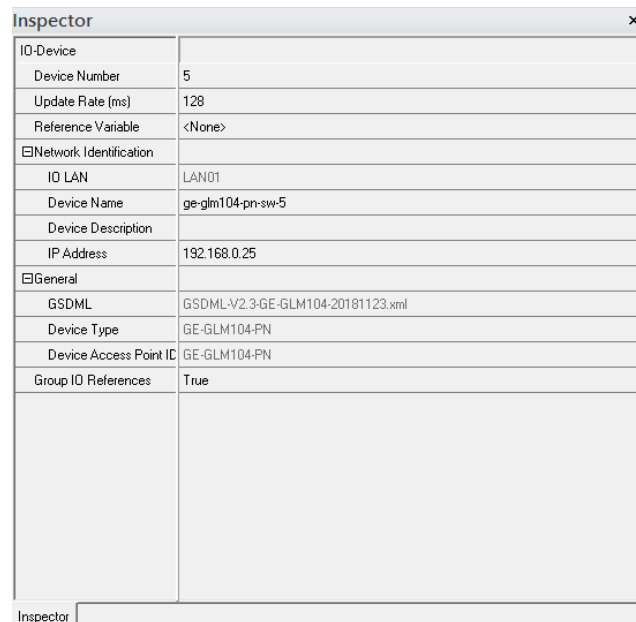 Inspector
IO-Device
Device Number 5
Update Rate (ms) 128
Reference Variable <None>
Network Identification
IO LAN LAN01
Device Name ge-glm104-pn-sw-5
Device Description
IP Address 192.168.0.25
General
GSDML GSDML-V2.3-GE-GLM104-20181123.xml
Device Type GE-GLM104-PN
Device Access Point ID GE-GLM104-PN
Group IO References True
Inspector